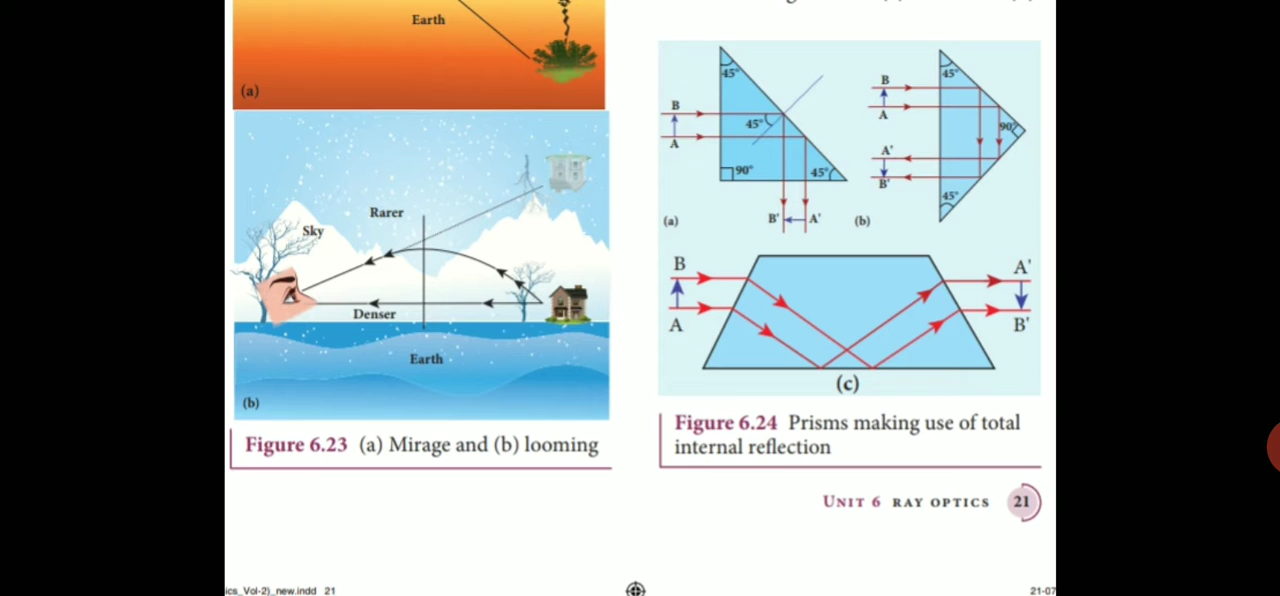 Earth
(a)
Rarer
Sky
Denser
Earth
(b)
Figure 6.23 (a) Mirage and (b) looming
45°
B
45°
A
90°
45°
B' A'
(a)
45°
B
A
90°
A'
B'
45°
(b)
B
A
A'
B'
(c)
Figure 6.24 Prisms making use of total
internal reflection
UNIT 6 RAY OPTICS 21
ics_Vol-2)_new.indd 21
21-07